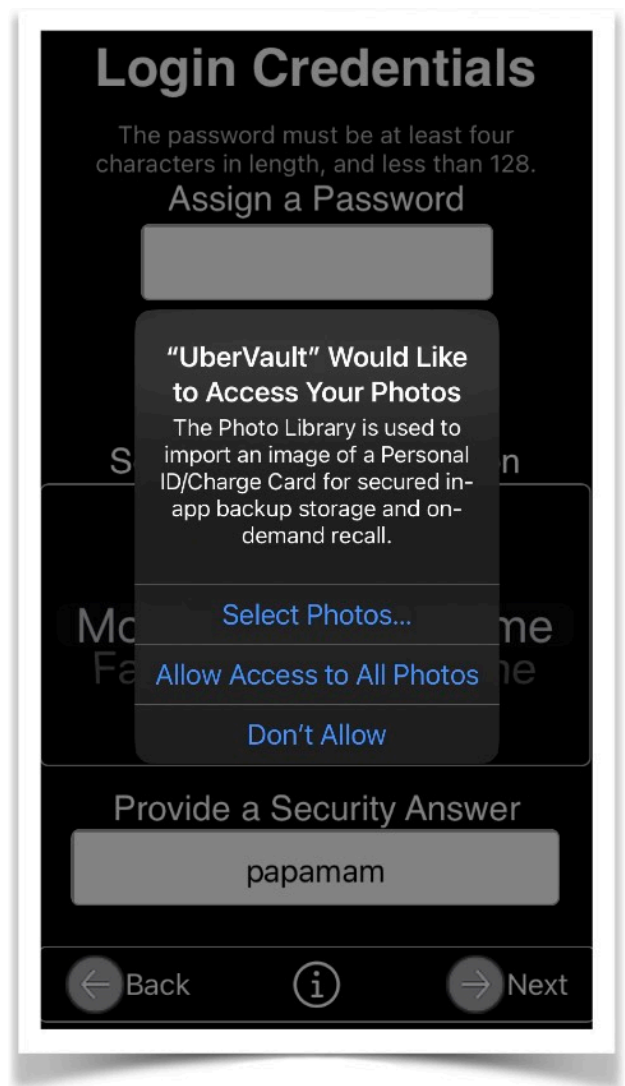 Login Credentials
The password must be at least four
characters in length, and less than 128.
Assign a Password
“UberVault” Would Like
to Access Your Photos
The Photo Library is used to
import an image of a Personal
ID/Charge Card for secured in-
app backup storage and on-
demand recall.
Select Photos...
Allow Access to All Photos
Don’t Allow
Provide a Security Answer
papamam
Back
Next